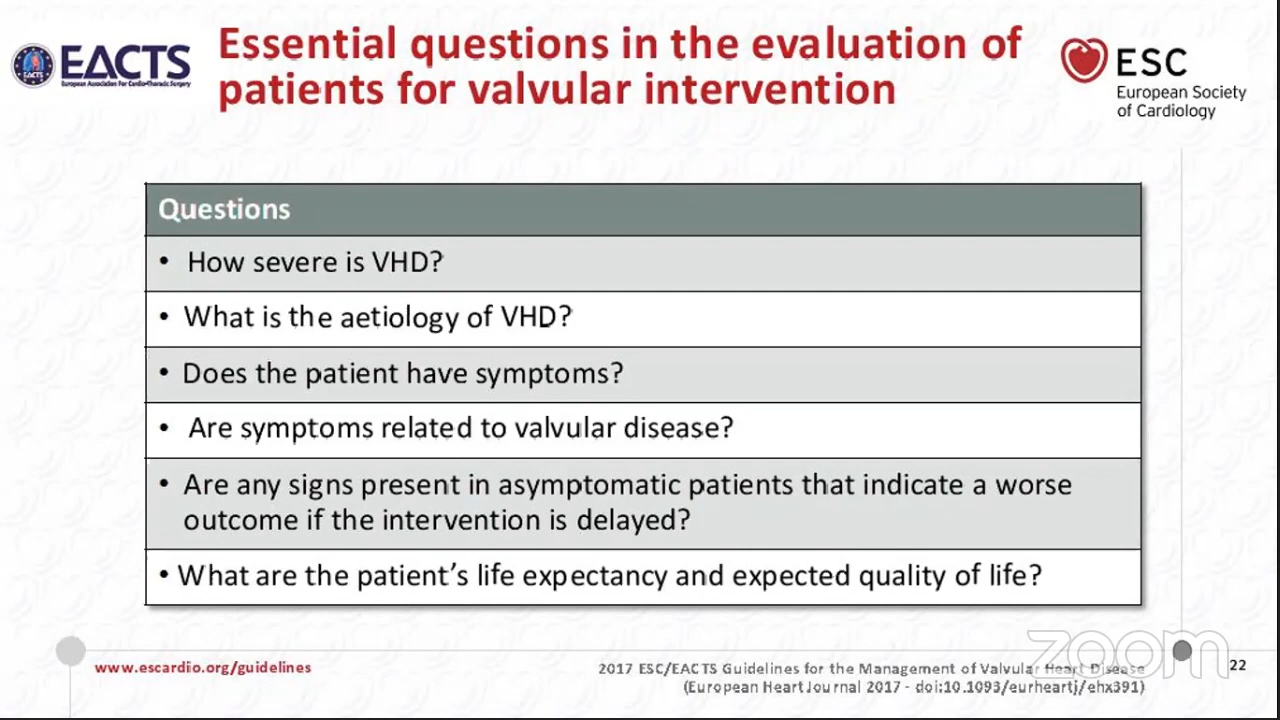 EACTS
European Association For Cardio-Thoracic Surgery
Essential questions in the evaluation of
patients for valvular intervention
ESC
European Society
of Cardiology
Questions
• How severe is VHD?
• What is the aetiology of VHD?
• Does the patient have symptoms?
• Are symptoms related to valvular disease?
• Are any signs present in asymptomatic patients that indicate a worse
outcome if the intervention is delayed?
• What are the patient's life expectancy and expected quality of life?
www.escardio.org/guidelines
2017 ESC/EACTS Guidelines for the Management of Valvular Heart Disease
(European Heart Journal 2017 - doi:10.1093/eurheartj/ehx391)
zoom
22